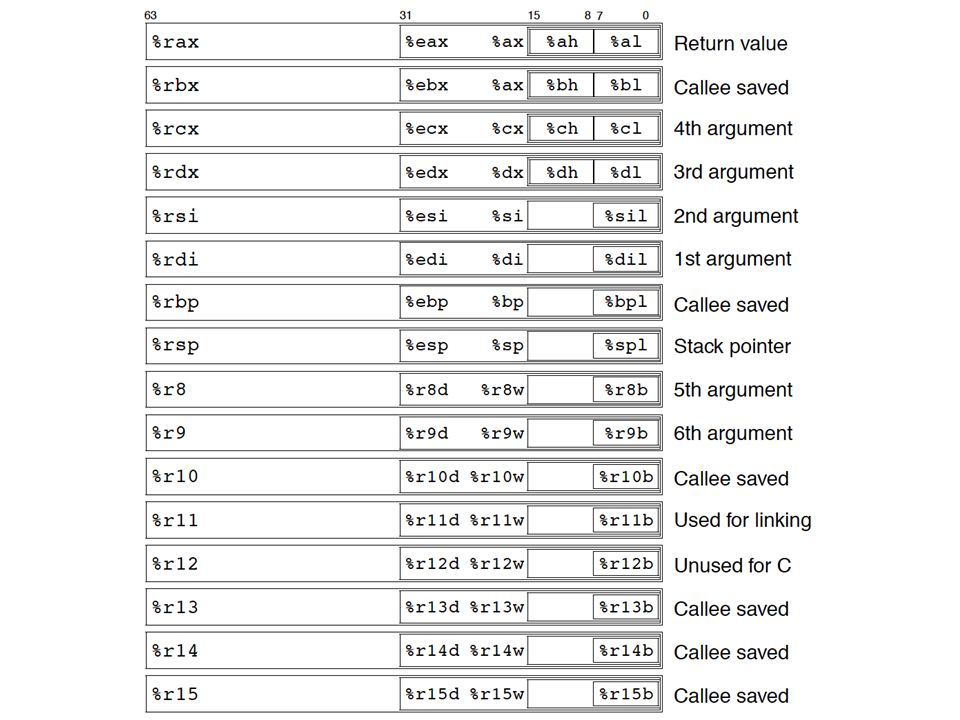 63 31 15 8 7 0
%rax %eax %ax %ah %al Return value
%rbx %ebx %ax %bh %bl Callee saved
%rcx %ecx %cx %ch %cl 4th argument
%rdx %edx %dx %dh %dl 3rd argument
%rsi %esi %si %sil 2nd argument
%rdi %edi %di %dil 1st argument
%rbp %ebp %bp %bpl Callee saved
%rsp %esp %sp %spl Stack pointer
%r8 %r8d %r8w %r8b 5th argument
%r9 %r9d %r9w %r9b 6th argument
%r10 %r10d %r10w %r10b Callee saved
%r11 %r11d %r11w %r11b Used for linking
%r12 %r12d %r12w %r12b Unused for C
%r13 %r13d %r13w %r13b Callee saved
%r14 %r14d %r14w %r14b Callee saved
%r15 %r15d %r15w %r15b Callee saved